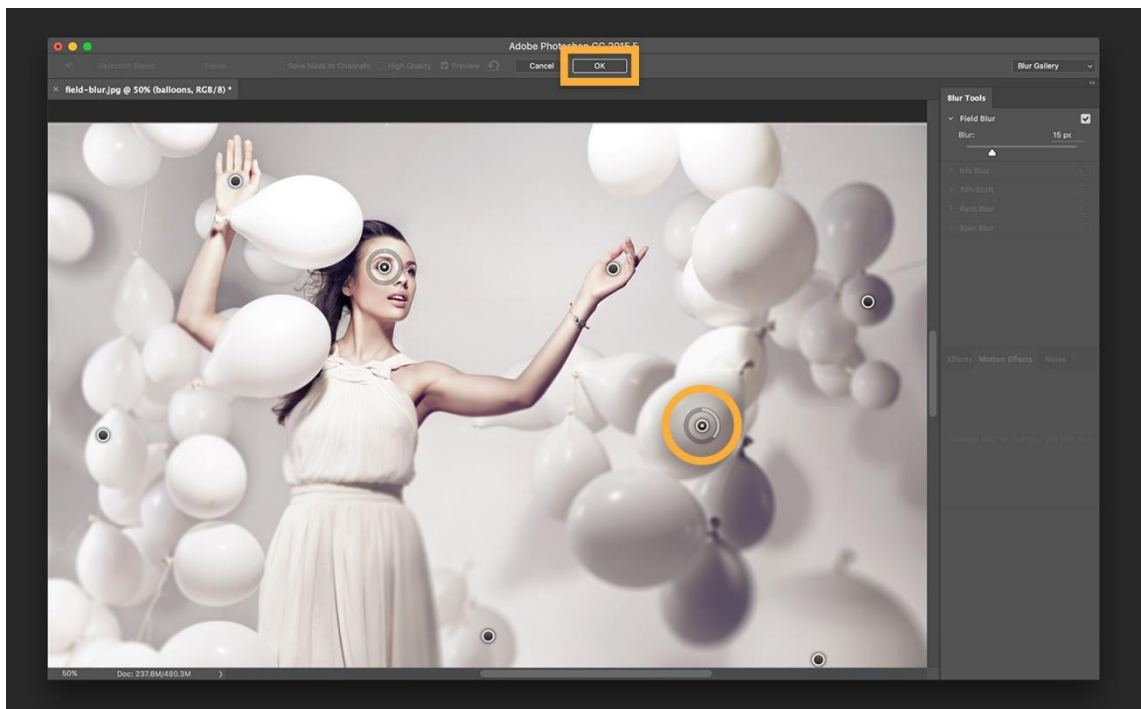 Adobe Photoshop CC 2015.5
Selection Bleed: Focus: Save Mask to Channels High Quality Preview Cancel OK Blur Gallery
× field-blur.jpg @ 50% (balloons, RGB/8) *
Blur Tools
Field Blur
Blur: 15 px
Iris Blur
Tilt-Shift
Path Blur
Spin Blur
Effects Motion Effects Noise
50% Doc: 237.6M/480.3M